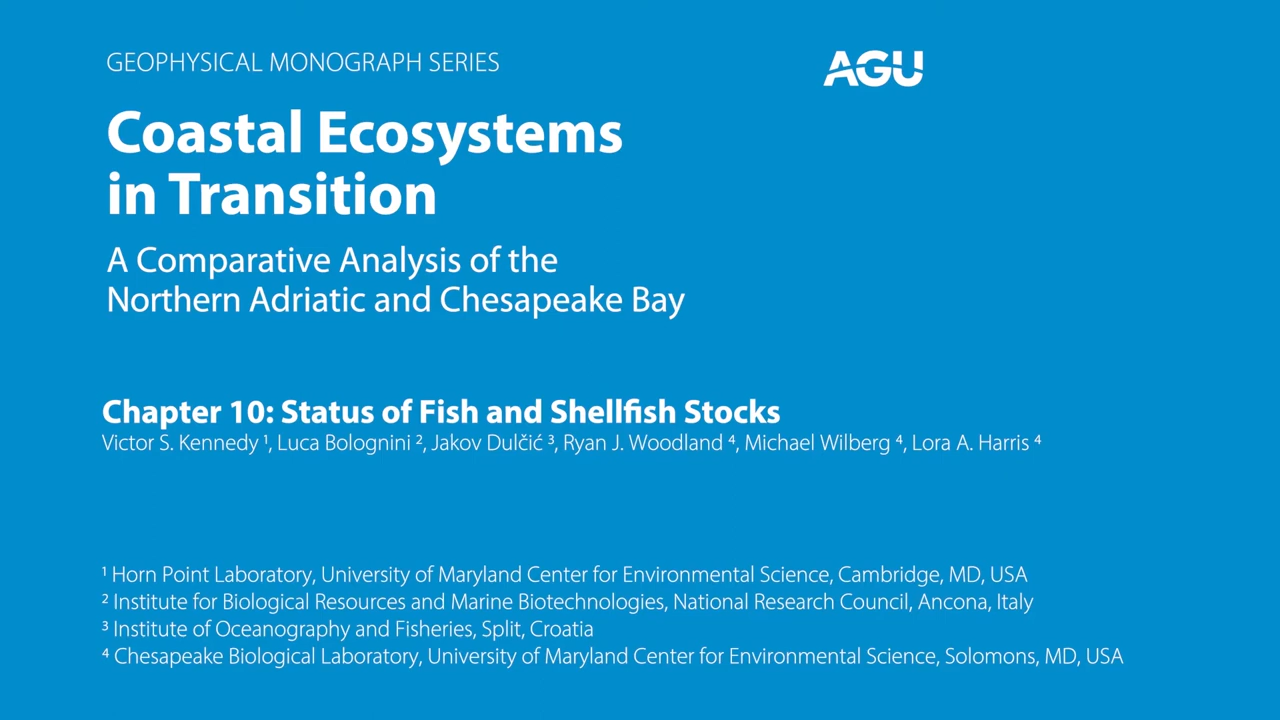 GEOPHYSICAL MONOGRAPH SERIES
AGU
Coastal Ecosystems
in Transition
A Comparative Analysis of the
Northern Adriatic and Chesapeake Bay
Chapter 10: Status of Fish and Shellfish Stocks
Victor S. Kennedy ¹, Luca Bolognini ², Jakov Dulčić ³, Ryan J. Woodland ⁴, Michael Wilberg ⁴, Lora A. Harris ⁴
¹ Horn Point Laboratory, University of Maryland Center for Environmental Science, Cambridge, MD, USA
² Institute for Biological Resources and Marine Biotechnologies, National Research Council, Ancona, Italy
³ Institute of Oceanography and Fisheries, Split, Croatia
⁴ Chesapeake Biological Laboratory, University of Maryland Center for Environmental Science, Solomons, MD, USA